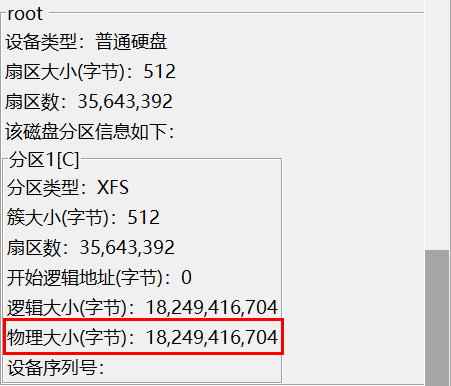 root
设备类型：普通硬盘
扇区大小(字节)：512
扇区数：35,643,392
该磁盘分区信息如下：
分区1[C]
分区类型：XFS
簇大小(字节)：512
扇区数：35,643,392
开始逻辑地址(字节)：0
逻辑大小(字节)：18,249,416,704
物理大小(字节)：18,249,416,704
设备序列号：